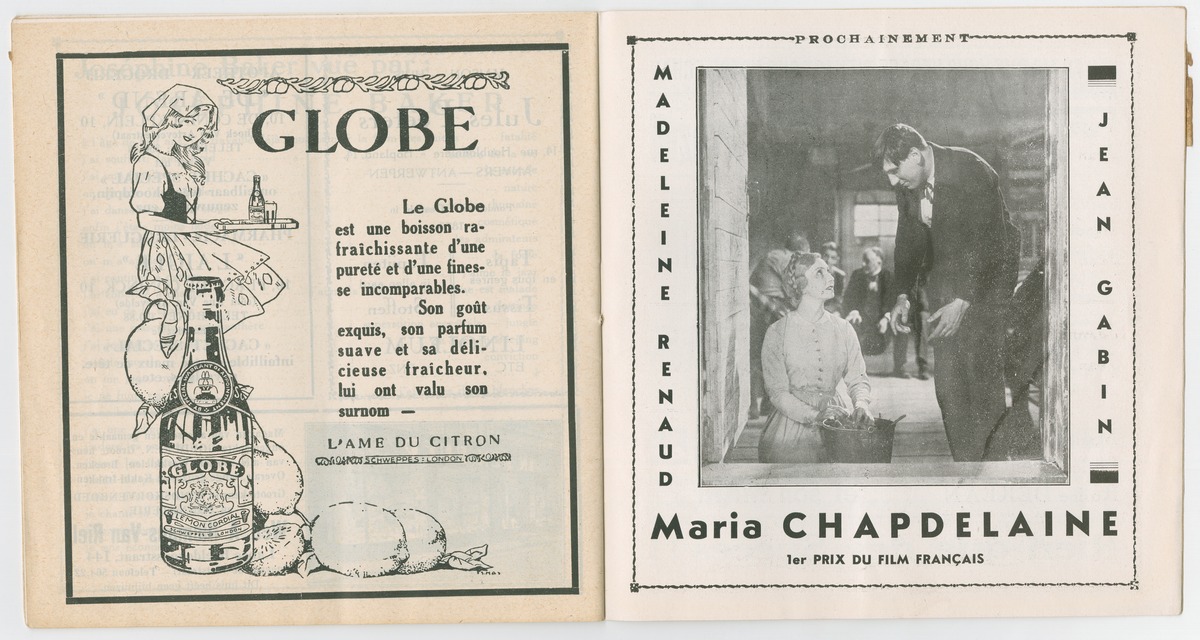 GLOBE
Le Globe
est une boisson ra-
fraîchissante d'une
pureté et d'une fines-
se incomparables.
Son goût
exquis, son parfum
suave et sa déli-
cieuse fraicheur,
lui ont valu son
surnom —
L'AME DU CITRON
SCHWEPPES : LONDON
GLOBE
LEMON CORDIAL
SCHWEPPES LONDON
PROCHAINEMENT
MADELEINE RENAUD
JEAN GABIN
Maria CHAPDELAINE
1er PRIX DU FILM FRANÇAIS